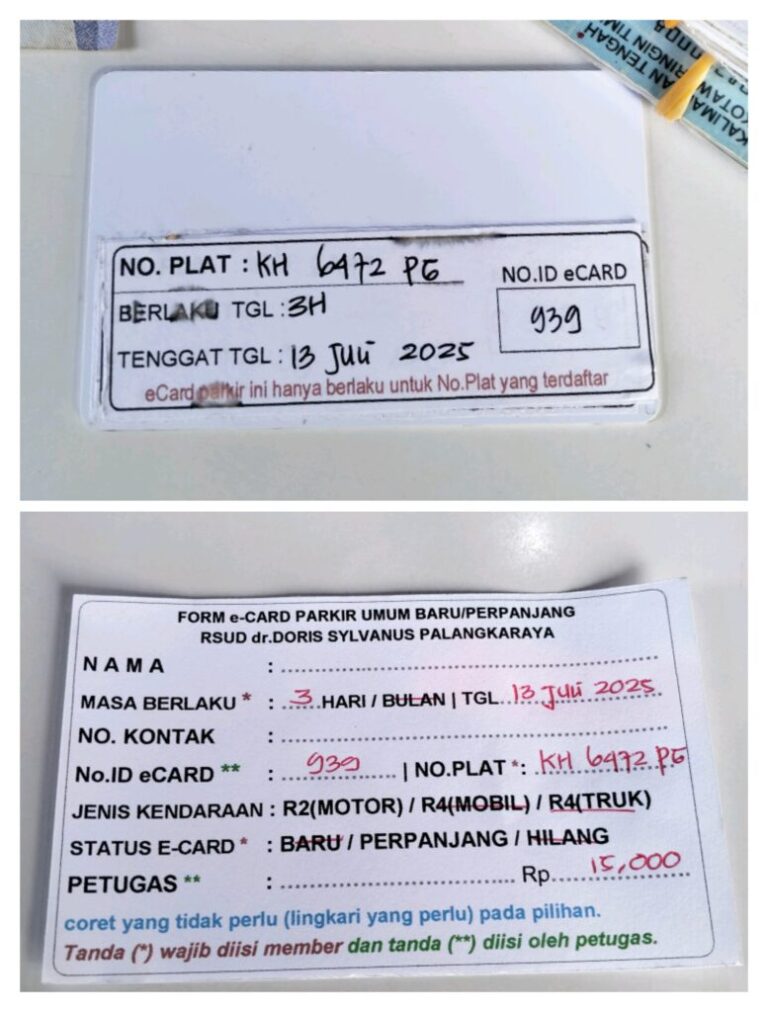 KALIMANTAN TENGAH
KOTAWARINGIN TIM
NO. PLAT : KH 6472 PG
BERLAKU TGL : 3H
NO.ID eCARD
939
TENGGAT TGL : 13 Juli 2025
eCard parkir ini hanya berlaku untuk No.Plat yang terdaftar
FORM e-CARD PARKIR UMUM BARU/PERPANJANG
RSUD dr.DORIS SYLVANUS PALANGKARAYA
NAMA :
MASA BERLAKU * : 3 HARI / BULAN | TGL. 13 Juli 2025
NO. KONTAK :
No.ID eCARD ** : 939 | NO.PLAT *: KH 6472 PG
JENIS KENDARAAN : R2(MOTOR) / R4(MOBIL) / R4(TRUK)
STATUS E-CARD * : BARU / PERPANJANG / HILANG
PETUGAS ** : Rp. 15,000
coret yang tidak perlu (lingkari yang perlu) pada pilihan.
Tanda (*) wajib diisi member dan tanda (**) diisi oleh petugas.